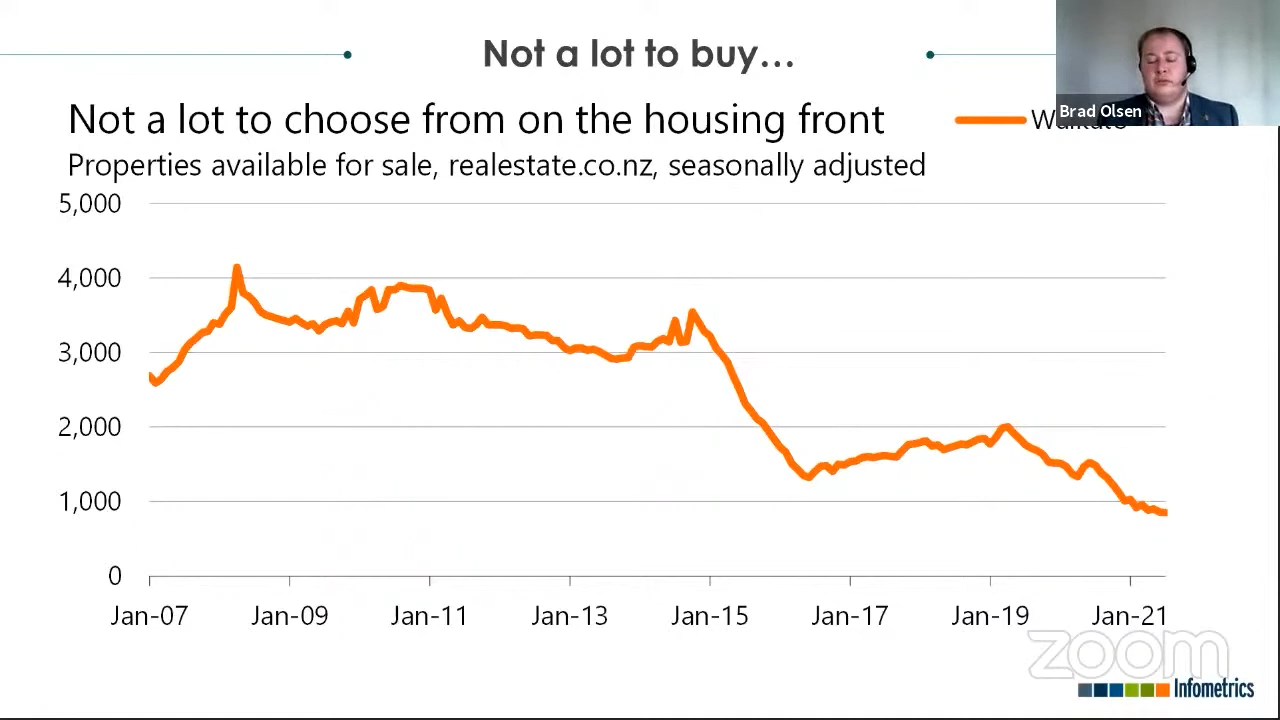 Not a lot to buy...
Brad Olsen
Not a lot to choose from on the housing front
Properties available for sale, realestate.co.nz, seasonally adjusted
5,000
4,000
3,000
2,000
1,000
0
Jan-07 Jan-09 Jan-11 Jan-13 Jan-15 Jan-17 Jan-19 Jan-21
zoom
Infometrics